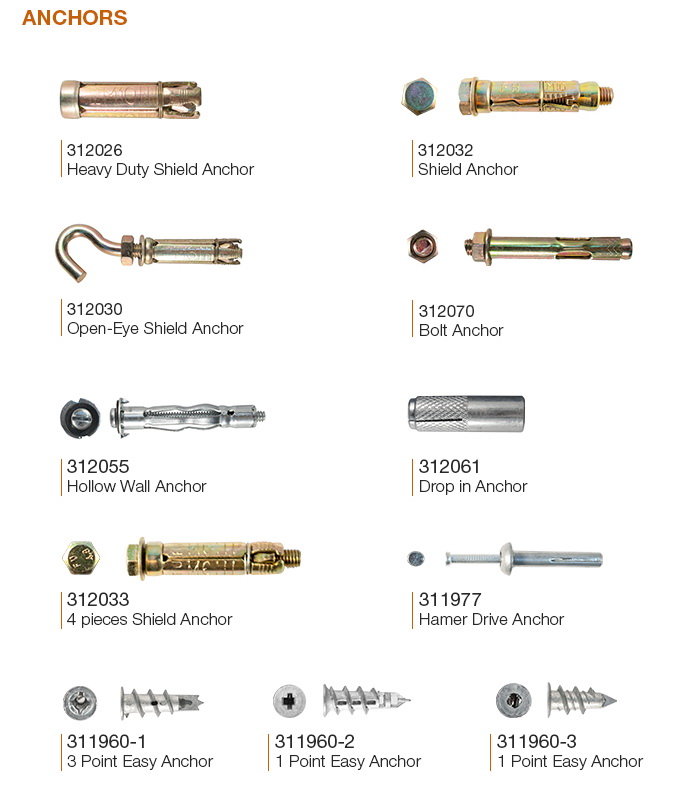 ANCHORS
312026
Heavy Duty Shield Anchor
312032
Shield Anchor
312030
Open-Eye Shield Anchor
312070
Bolt Anchor
312055
Hollow Wall Anchor
312061
Drop in Anchor
312033
4 pieces Shield Anchor
311977
Hamer Drive Anchor
311960-1
3 Point Easy Anchor
311960-2
1 Point Easy Anchor
311960-3
1 Point Easy Anchor